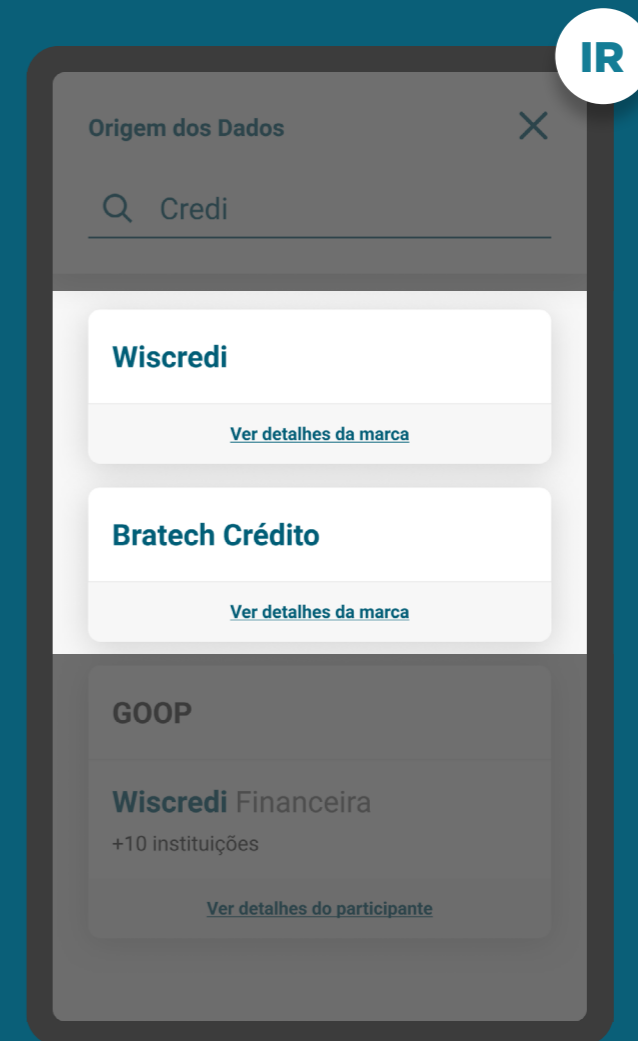 IR
Origem dos Dados
Credi
Wiscredi
Ver detalhes da marca
Bratech Crédito
Ver detalhes da marca
GOOP
Wiscredi Financeira
+10 instituições
Ver detalhes do participante